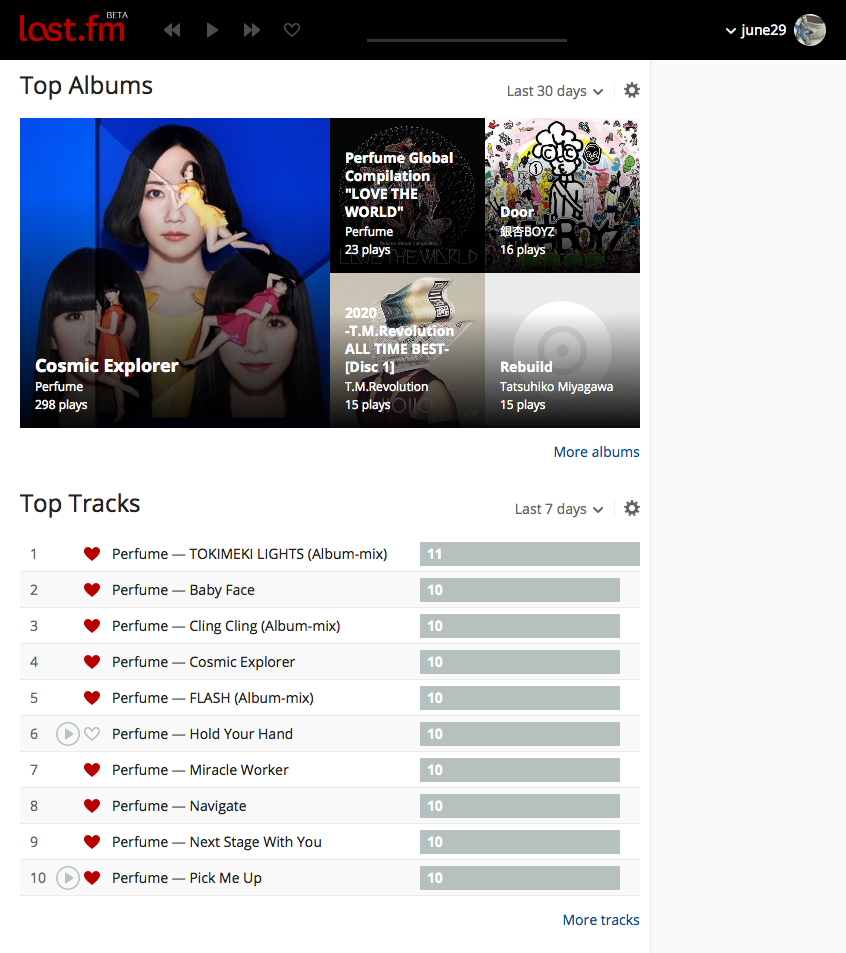 last.fm BETA
june29
Top Albums
Last 30 days
Cosmic Explorer
Perfume
298 plays
Perfume Global
Compilation
"LOVE THE
WORLD"
Perfume
23 plays
Perfume Global Compilation
LOVE THE WORLD
Door
銀杏BOYZ
16 plays
2020
-T.M.Revolution
ALL TIME BEST-
[Disc 1]
T.M.Revolution
15 plays
Rebuild
Tatsuhiko Miyagawa
15 plays
More albums
Top Tracks
Last 7 days
1 Perfume — TOKIMEKI LIGHTS (Album-mix) 11
2 Perfume — Baby Face 10
3 Perfume — Cling Cling (Album-mix) 10
4 Perfume — Cosmic Explorer 10
5 Perfume — FLASH (Album-mix) 10
6 Perfume — Hold Your Hand 10
7 Perfume — Miracle Worker 10
8 Perfume — Navigate 10
9 Perfume — Next Stage With You 10
10 Perfume — Pick Me Up 10
More tracks